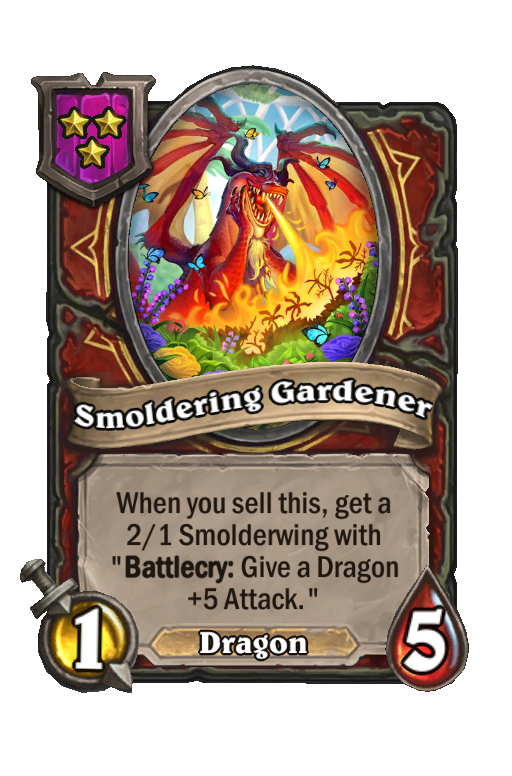 Smoldering Gardener
When you sell this, get a
2/1 Smolderwing with
"Battlecry: Give a Dragon
+5 Attack."
Dragon
1
5